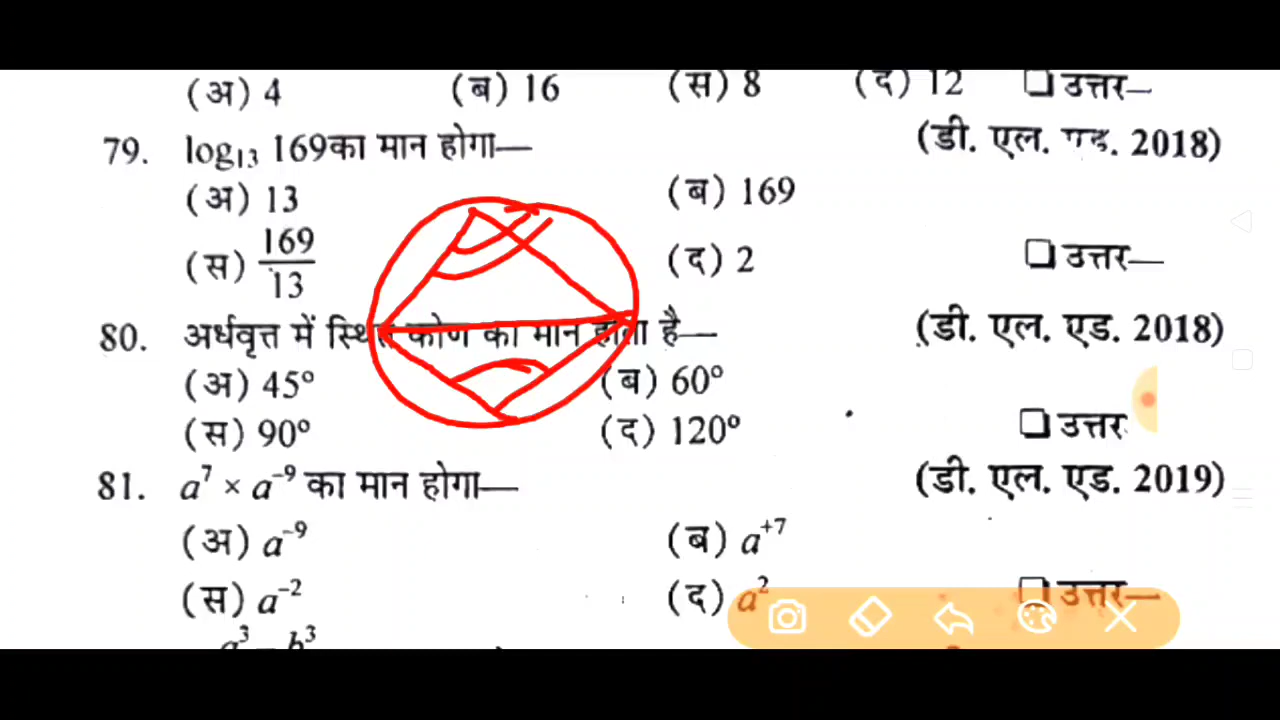 (अ) 4 (ब) 16 (स) 8 (द) 12 ❑ उत्तर—
79. log₁₃ 169का मान होगा— (डी. एल. एड. 2018)
(अ) 13 (ब) 169
(स) 169/13 (द) 2 ❑ उत्तर—
80. अर्धवृत्त में स्थित कोण का मान होता है— (डी. एल. एड. 2018)
(अ) 45° (ब) 60°
(स) 90° (द) 120° ❑ उत्तर
81. a⁷ × a⁻⁹ का मान होगा— (डी. एल. एड. 2019)
(अ) a⁻⁹ (ब) a⁺⁷
(स) a⁻² (द) a² ❑ उत्तर—
a³ – b³